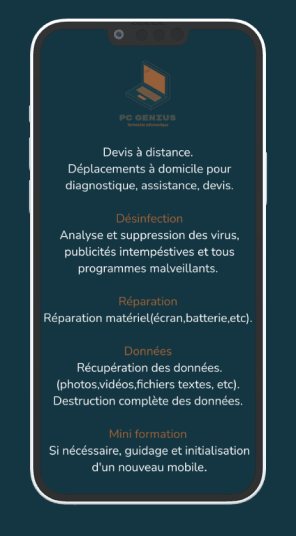 PC GENIUS
Devis à distance.
Déplacements à domicile pour
diagnostique, assistance, devis.
Désinfection
Analyse et suppression des virus,
publicités intempéstives et tous
programmes malveillants.
Réparation
Réparation matériel(écran,batterie,etc).
Données
Récupération des données.
(photos,vidéos,fichiers textes, etc).
Destruction complète des données.
Mini formation
Si nécéssaire, guidage et initialisation
d'un nouveau mobile.